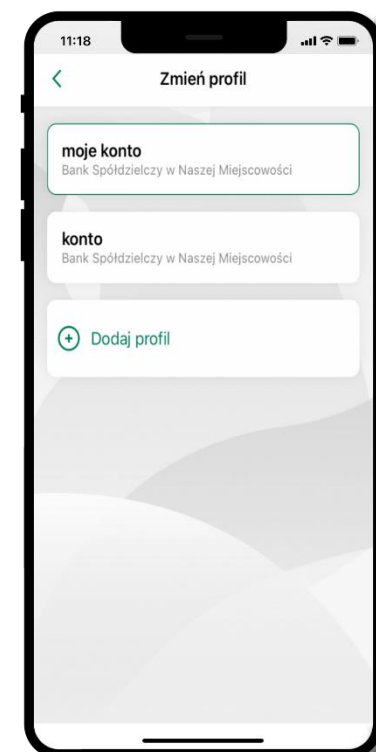 11:18
Zmień profil
moje konto
Bank Spółdzielczy w Naszej Miejscowości
konto
Bank Spółdzielczy w Naszej Miejscowości
Dodaj profil